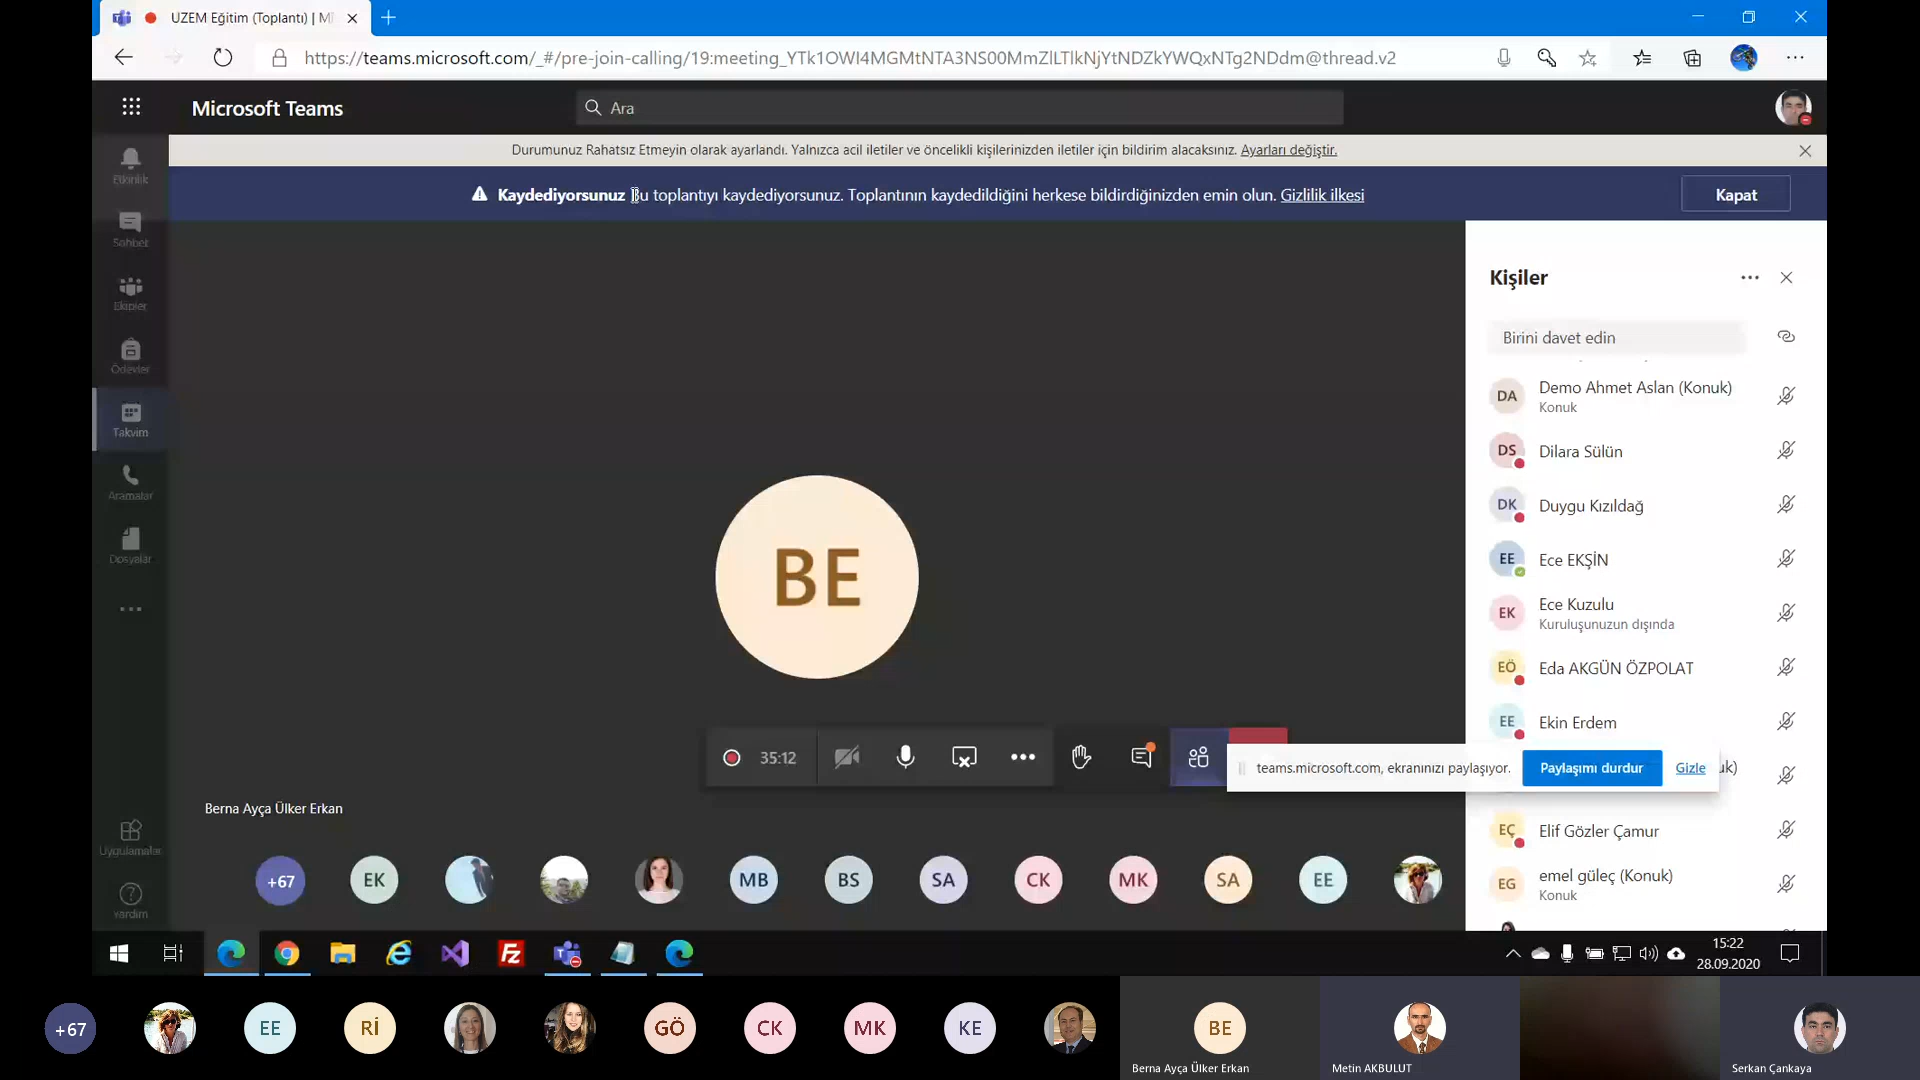 UZEM Eğitim (Toplantı) | Mi
https://teams.microsoft.com/_#/pre-join-calling/19:meeting_YTk1OWI4MGMtNTA3NS00MmZlLTlkNjYtNDZkYWQxNTg2NDdm@thread.v2
Microsoft Teams
Ara
Durumunuz Rahatsız Etmeyin olarak ayarlandı. Yalnızca acil iletiler ve öncelikli kişilerinizden iletiler için bildirim alacaksınız. Ayarları değiştir.
Kaydediyorsunuz Bu toplantıyı kaydediyorsunuz. Toplantının kaydedildiğini herkese bildirdiğinizden emin olun. Gizlilik ilkesi
Kapat
Etkinlik
Sohbet
Ekipler
Ödevler
Takvim
Aramalar
Dosyalar
Uygulamalar
Yardım
BE
35:12
Berna Ayça Ülker Erkan
+67
EK
MB
BS
SA
CK
MK
SA
EE
Kişiler
Birini davet edin
DA
Demo Ahmet Aslan (Konuk)
Konuk
DS
Dilara Sülün
DK
Duygu Kızıldağ
EE
Ece EKŞİN
EK
Ece Kuzulu
Kuruluşunuzun dışında
EÖ
Eda AKGÜN ÖZPOLAT
EE
Ekin Erdem
teams.microsoft.com, ekranınızı paylaşıyor.
Paylaşımı durdur
Gizle
uk)
EÇ
Elif Gözler Çamur
EG
emel güleç (Konuk)
Konuk
15:22
28.09.2020
+67
EE
Rİ
GÖ
CK
MK
KE
BE
Berna Ayça Ülker Erkan
Metin AKBULUT
Serkan Çankaya